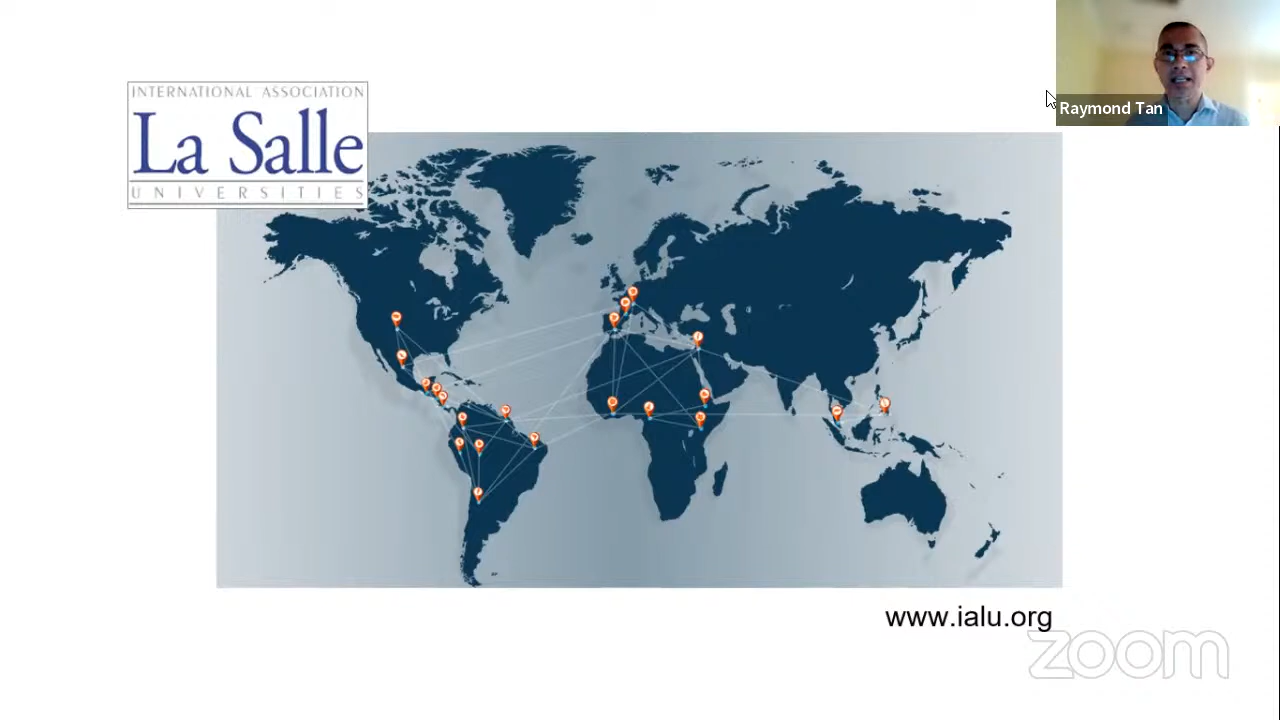 INTERNATIONAL ASSOCIATION
La Salle
UNIVERSITIES
Raymond Tan
www.ialu.org
zoom